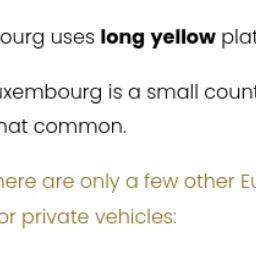 ourg uses long yellow plat
uxembourg is a small count
hat common.
here are only a few other Eu
or private vehicles: